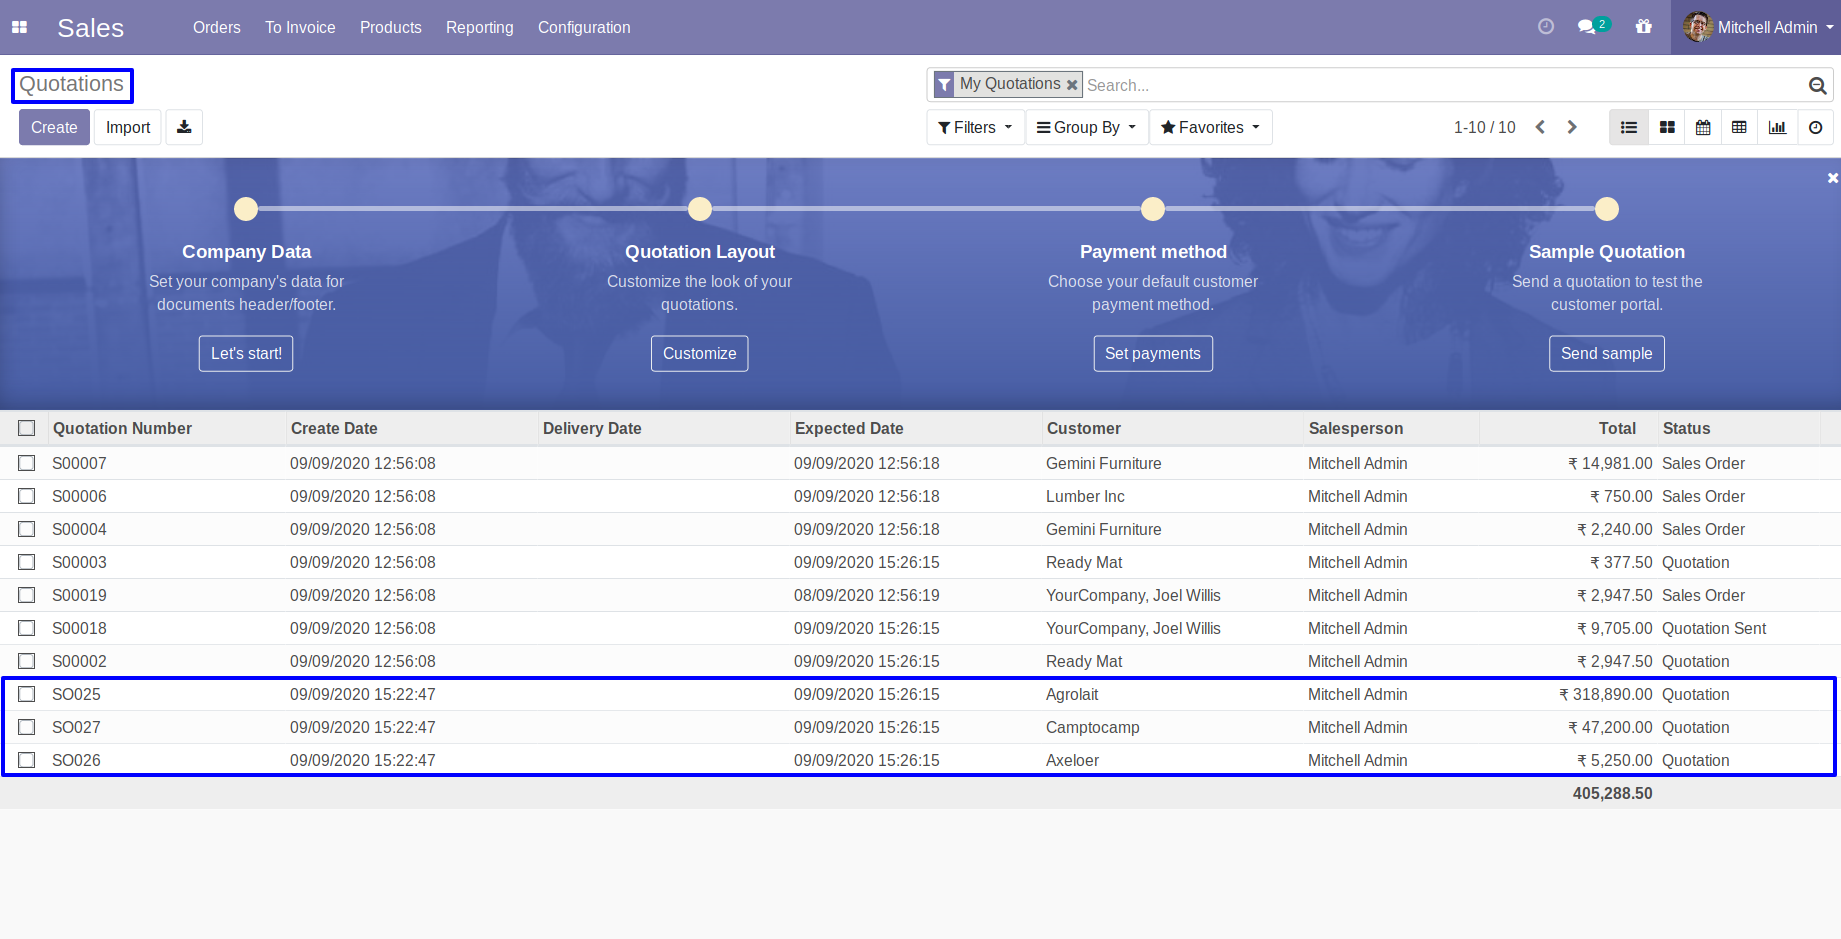 Sales Orders To Invoice Products Reporting Configuration 2 Mitchell Admin
Quotations
My Quotations Search...
Create Import Filters Group By Favorites 1-10 / 10
Company Data Quotation Layout Payment method Sample Quotation
Set your company's data for Customize the look of your Choose your default customer Send a quotation to test the
documents header/footer. quotations. payment method. customer portal.
Let's start! Customize Set payments Send sample
Quotation Number Create Date Delivery Date Expected Date Customer Salesperson Total Status
S00007 09/09/2020 12:56:08 09/09/2020 12:56:18 Gemini Furniture Mitchell Admin ₹ 14,981.00 Sales Order
S00006 09/09/2020 12:56:08 09/09/2020 12:56:18 Lumber Inc Mitchell Admin ₹ 750.00 Sales Order
S00004 09/09/2020 12:56:08 09/09/2020 12:56:18 Gemini Furniture Mitchell Admin ₹ 2,240.00 Sales Order
S00003 09/09/2020 12:56:08 09/09/2020 15:26:15 Ready Mat Mitchell Admin ₹ 377.50 Quotation
S00019 09/09/2020 12:56:08 08/09/2020 12:56:19 YourCompany, Joel Willis Mitchell Admin ₹ 2,947.50 Sales Order
S00018 09/09/2020 12:56:08 09/09/2020 15:26:15 YourCompany, Joel Willis Mitchell Admin ₹ 9,705.00 Quotation Sent
S00002 09/09/2020 12:56:08 09/09/2020 15:26:15 Ready Mat Mitchell Admin ₹ 2,947.50 Quotation
SO025 09/09/2020 15:22:47 09/09/2020 15:26:15 Agrolait Mitchell Admin ₹ 318,890.00 Quotation
SO027 09/09/2020 15:22:47 09/09/2020 15:26:15 Camptocamp Mitchell Admin ₹ 47,200.00 Quotation
SO026 09/09/2020 15:22:47 09/09/2020 15:26:15 Axeloer Mitchell Admin ₹ 5,250.00 Quotation
405,288.50